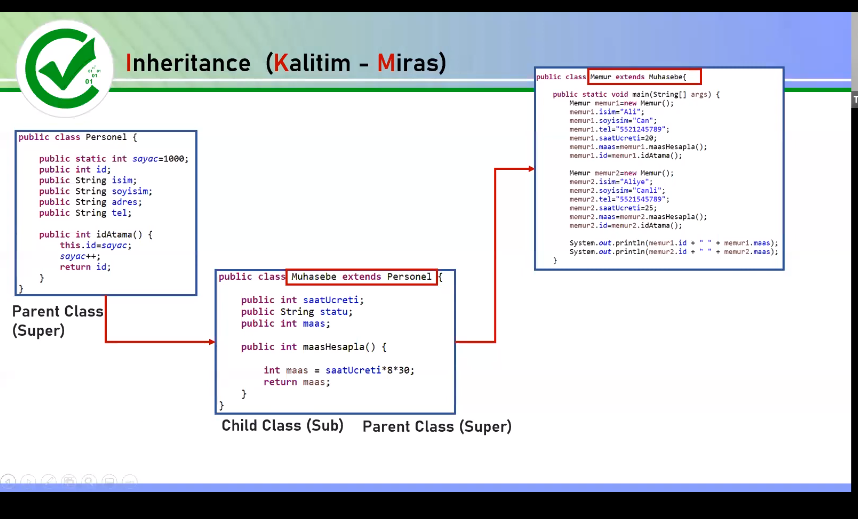 Inheritance (Kalitim - Miras)
public class Personel {
public static int sayac=1000;
public int id;
public String isim;
public String soyisim;
public String adres;
public String tel;
public int idAtama() {
this.id=sayac;
sayac++;
return id;
}
}
Parent Class
(Super)
public class Muhasebe extends Personel {
public int saatUcreti;
public String statu;
public int maas;
public int maasHesapla() {
int maas = saatUcreti*8*30;
return maas;
}
}
Child Class (Sub) Parent Class (Super)
public class Memur extends Muhasebe{
public static void main(String[] args) {
Memur memur1=new Memur();
memur1.isim="Ali";
memur1.soyisim="Can";
memur1.tel="5521245789";
memur1.saatUcreti=20;
memur1.maas=memur1.maasHesapla();
memur1.id=memur1.idAtama();
Memur memur2=new Memur();
memur2.isim="Aliye";
memur2.soyisim="Canli";
memur2.tel="5521545789";
memur2.saatUcreti=25;
memur2.maas=memur2.maasHesapla();
memur2.id=memur2.idAtama();
System.out.println(memur1.id + " " + memur1.maas);
System.out.println(memur2.id + " " + memur2.maas);
}